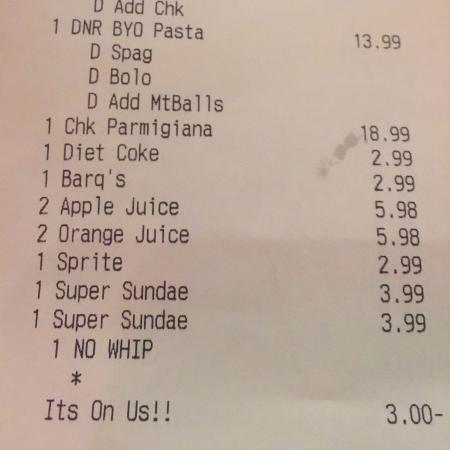 D Add Chk
1 DNR BYO Pasta 13.99
D Spag
D Bolo
D Add MtBalls
1 Chk Parmigiana 18.99
1 Diet Coke 2.99
1 Barq's 2.99
2 Apple Juice 5.98
2 Orange Juice 5.98
1 Sprite 2.99
1 Super Sundae 3.99
1 Super Sundae 3.99
1 NO WHIP
*
Its On Us!! 3.00-